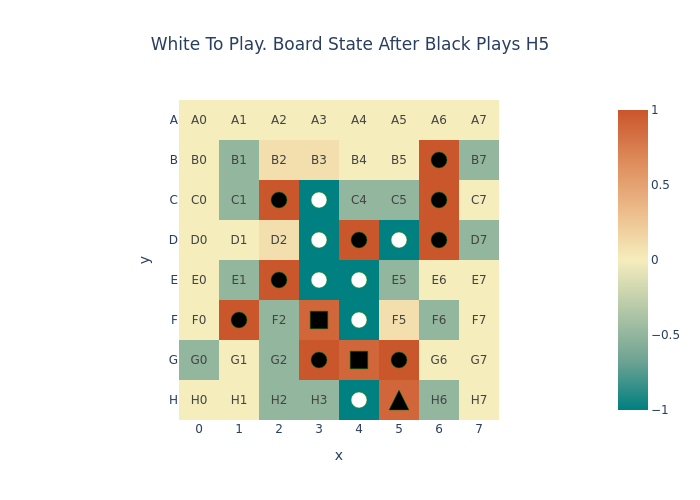 White To Play. Board State After Black Plays H5
A A0 A1 A2 A3 A4 A5 A6 A7
B B0 B1 B2 B3 B4 B5 B7
C C0 C1 C4 C5 C7
D D0 D1 D2 D7
E E0 E1 E5 E6 E7
F F0 F2 F5 F6 F7
G G0 G1 G2 G6 G7
H H0 H1 H2 H3 H6 H7
0 1 2 3 4 5 6 7
x
y
1
0.5
0
−0.5
−1